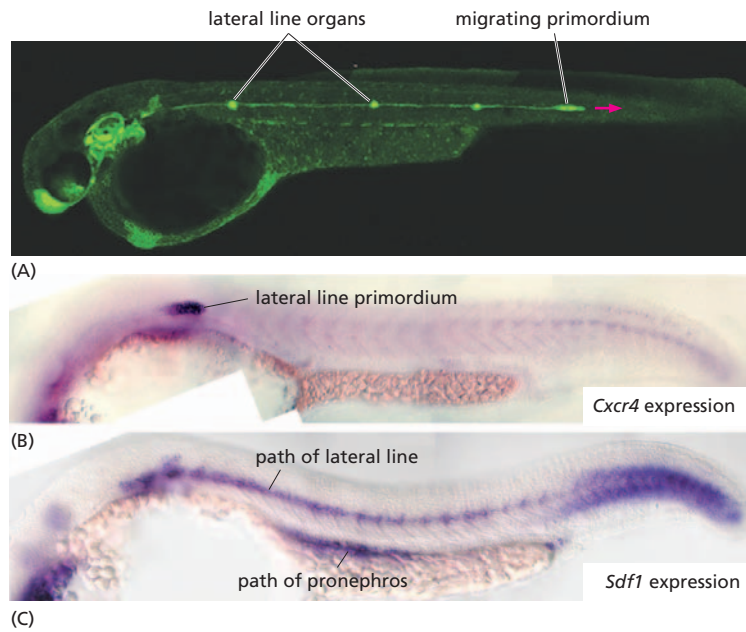 lateral line organs
migrating primordium
(A)
lateral line primordium
Cxcr4 expression
(B)
path of lateral line
path of pronephros
Sdf1 expression
(C)